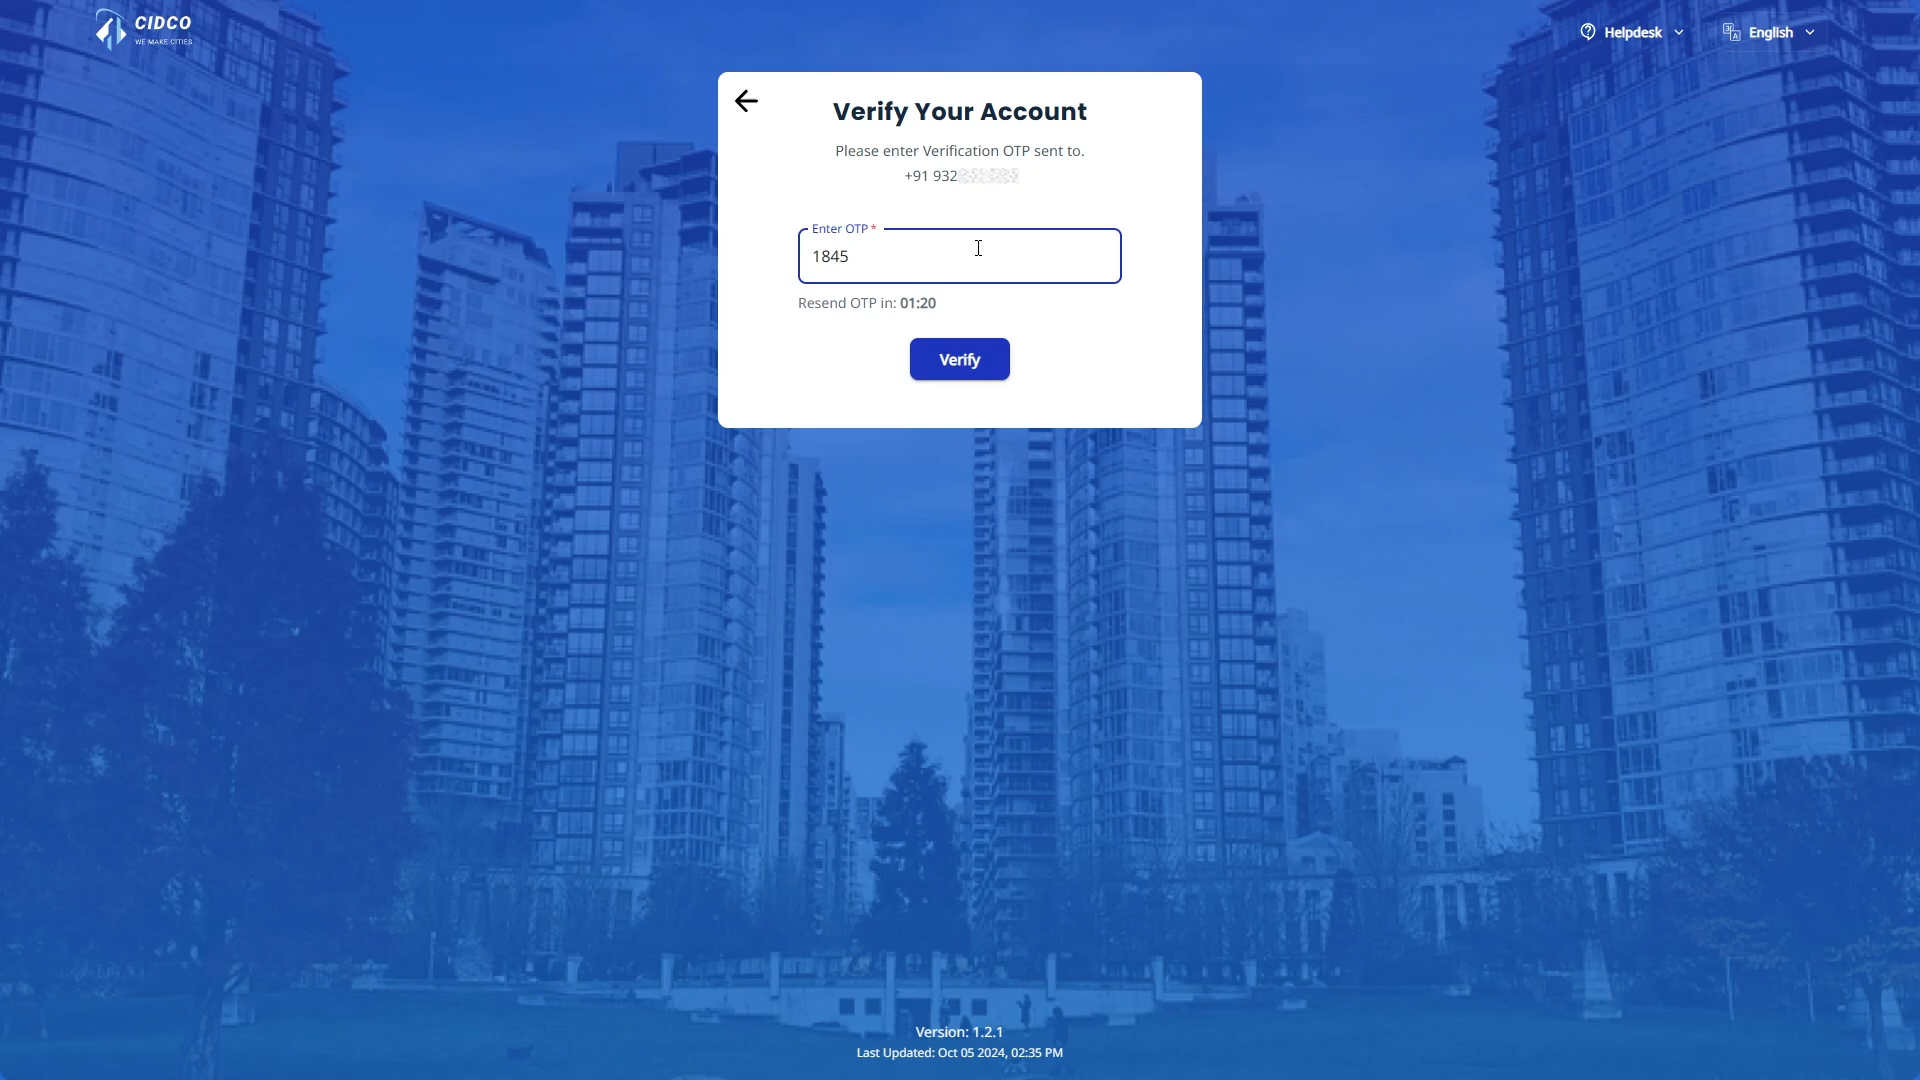 CIDCO
WE MAKE CITIES
Helpdesk
English
Verify Your Account
Please enter Verification OTP sent to.
+91 932
Enter OTP *
1845
Resend OTP in: 01:20
Verify
Version: 1.2.1
Last Updated: Oct 05 2024, 02:35 PM